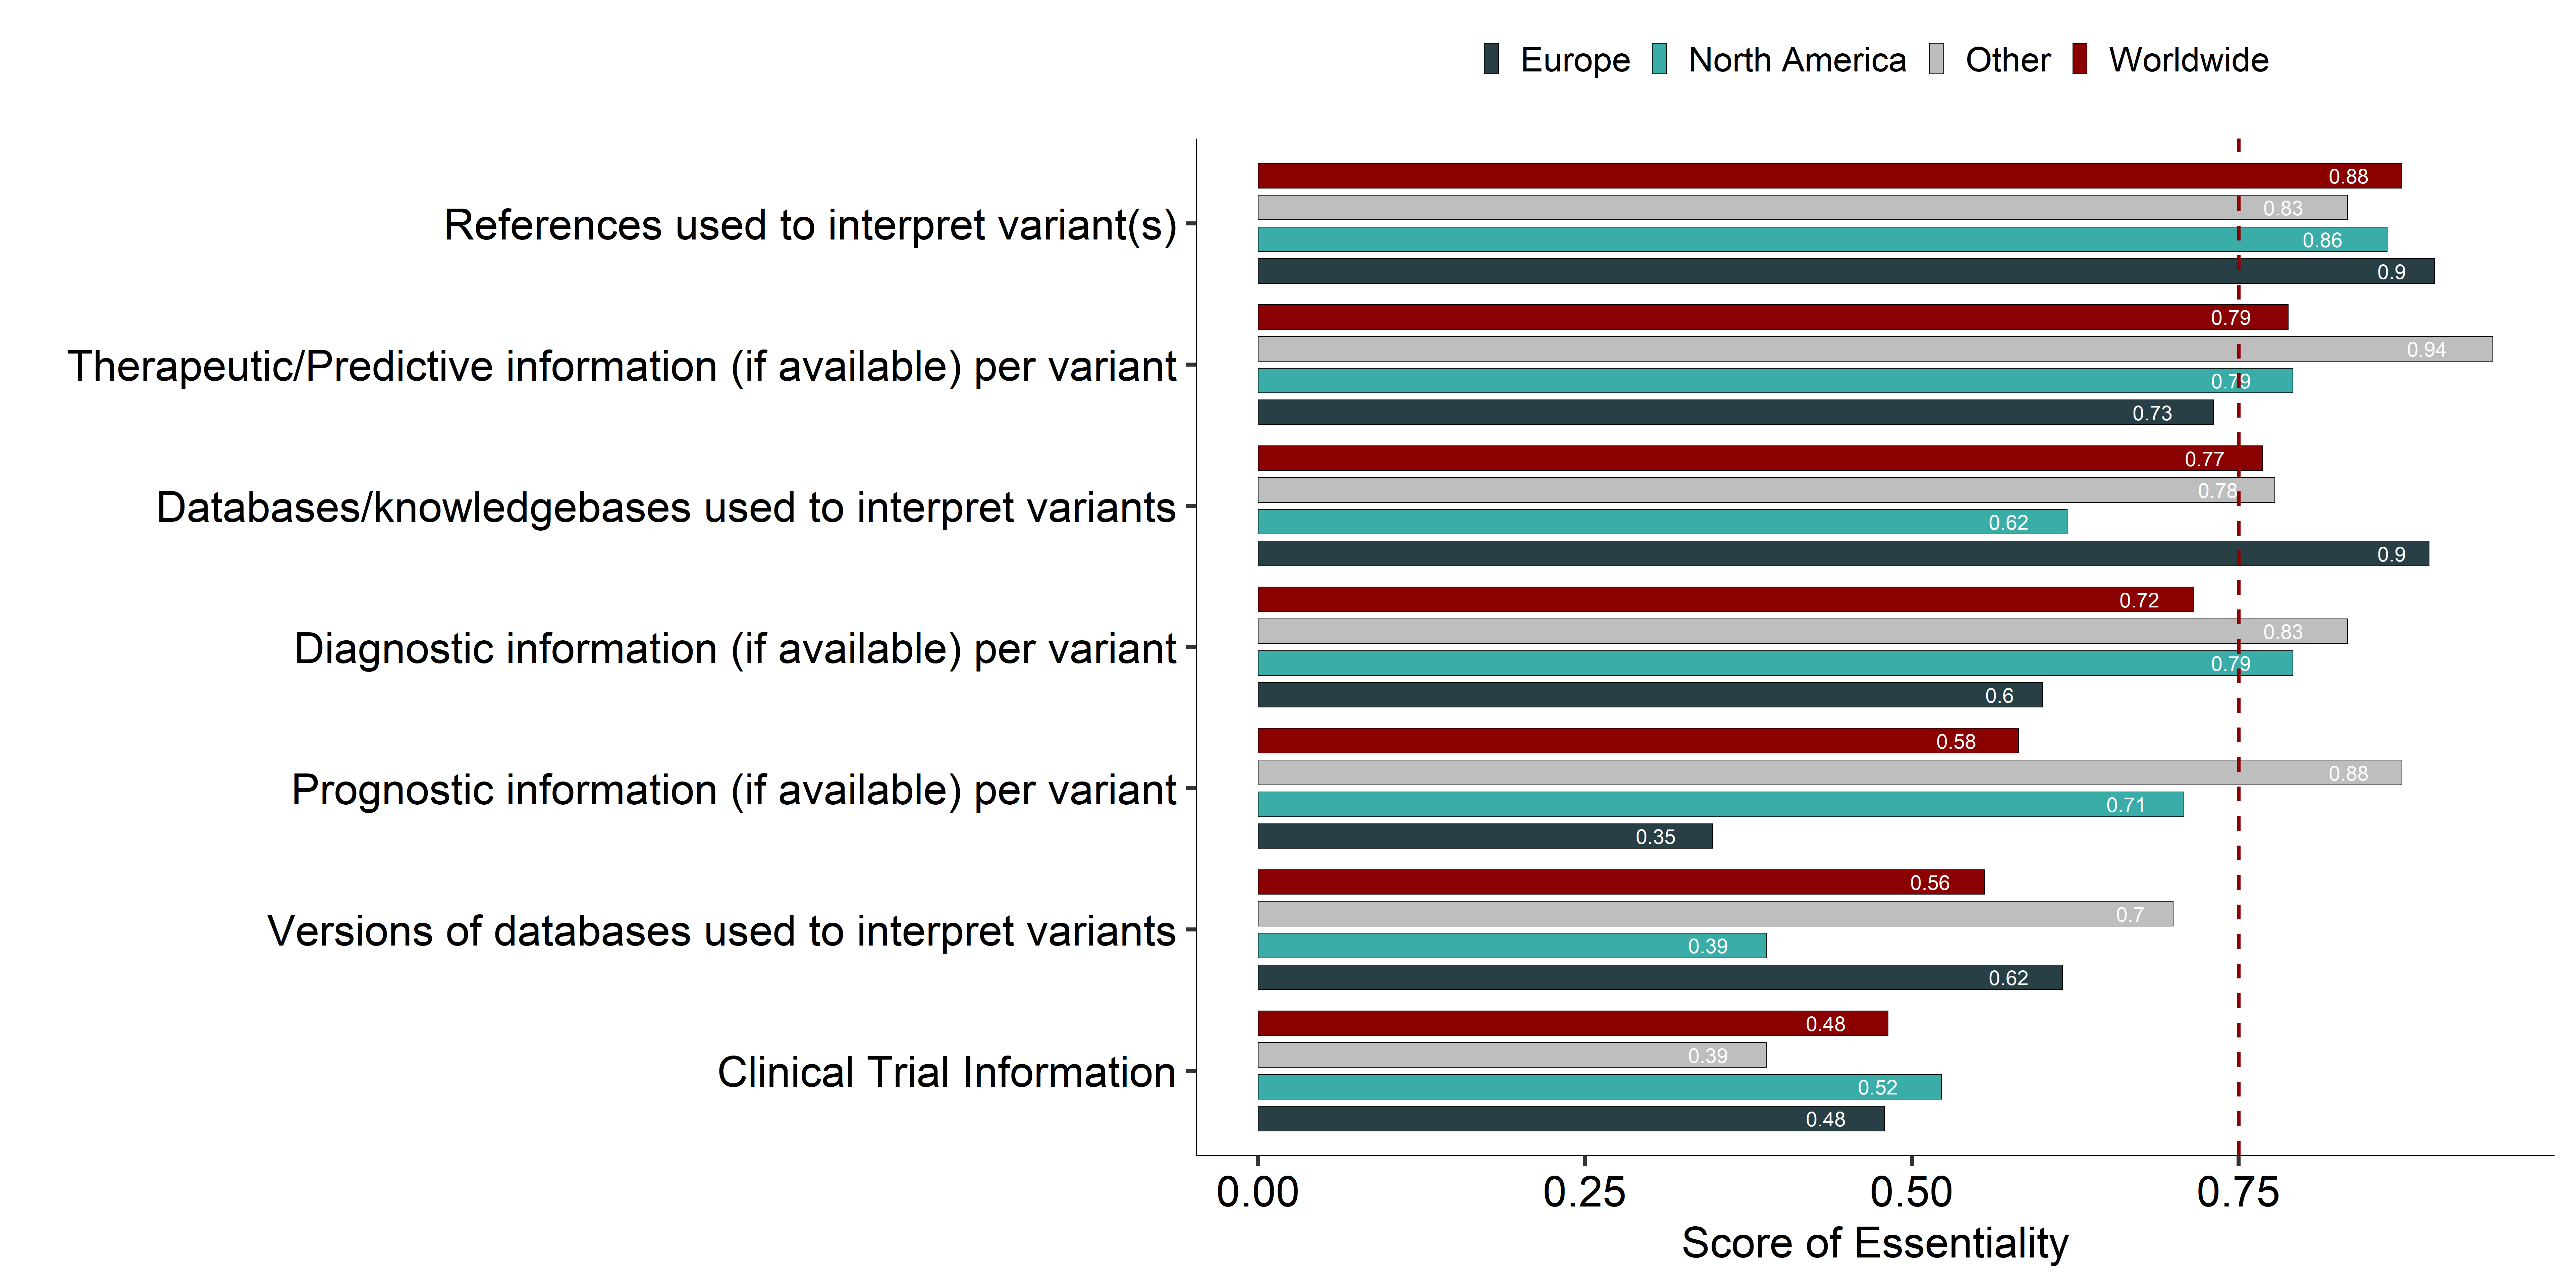 Europe North America Other Worldwide
References used to interpret variant(s)
0.88
0.83
0.86
0.9
Therapeutic/Predictive information (if available) per variant
0.79
0.94
0.79
0.73
Databases/knowledgebases used to interpret variants
0.77
0.78
0.62
0.9
Diagnostic information (if available) per variant
0.72
0.83
0.79
0.6
Prognostic information (if available) per variant
0.58
0.88
0.71
0.35
Versions of databases used to interpret variants
0.56
0.7
0.39
0.62
Clinical Trial Information
0.48
0.39
0.52
0.48
0.00 0.25 0.50 0.75
Score of Essentiality